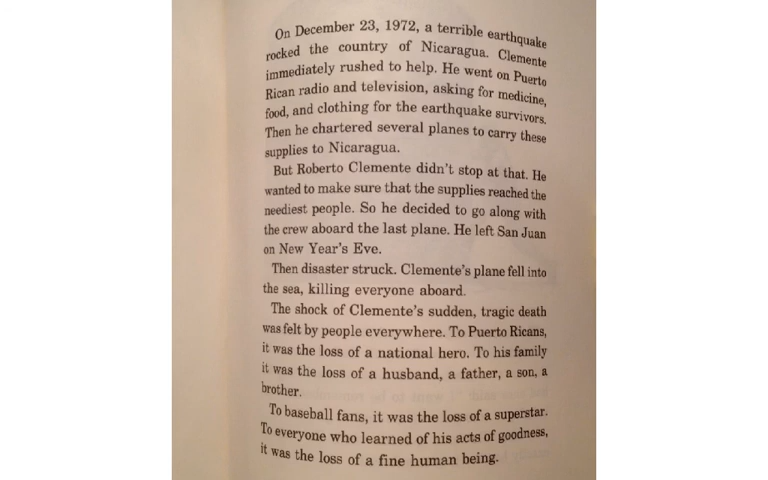 On December 23, 1972, a terrible earthquake
rocked the country of Nicaragua. Clemente
immediately rushed to help. He went on Puerto
Rican radio and television, asking for medicine,
food, and clothing for the earthquake survivors.
Then he chartered several planes to carry these
supplies to Nicaragua.
But Roberto Clemente didn't stop at that. He
wanted to make sure that the supplies reached the
neediest people. So he decided to go along with
the crew aboard the last plane. He left San Juan
on New Year's Eve.
Then disaster struck. Clemente's plane fell into
the sea, killing everyone aboard.
The shock of Clemente's sudden, tragic death
was felt by people everywhere. To Puerto Ricans,
it was the loss of a national hero. To his family
it was the loss of a husband, a father, a son, a
brother.
To baseball fans, it was the loss of a superstar.
To everyone who learned of his acts of goodness,
it was the loss of a fine human being.